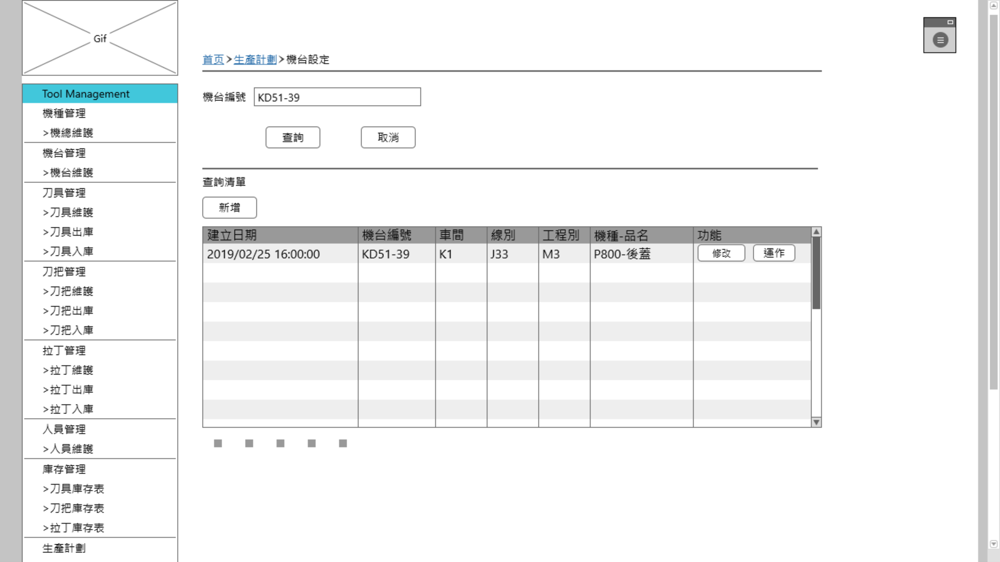 Gif
首页>生產計劃>機台設定
Tool Management
機種管理
>機總維護
機台管理
>機台維護
刀具管理
>刀具維護
>刀具出庫
>刀具入庫
刀把管理
>刀把維護
>刀把出庫
>刀把入庫
拉丁管理
>拉丁維護
>拉丁出庫
>拉丁入庫
人員管理
>人員維護
庫存管理
>刀具庫存表
>刀把庫存表
>拉丁庫存表
生產計劃
機台編號 KD51-39
查詢 取消
查詢清單
新增
建立日期 機台編號 車間 線別 工程別 機種-品名 功能
2019/02/25 16:00:00 KD51-39 K1 J33 M3 P800-後蓋 修改 運作